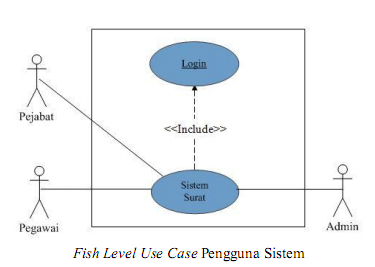 Login
Pejabat
<<Include>>
Sistem
Surat
Pegawai
Admin
Fish Level Use Case Pengguna Sistem